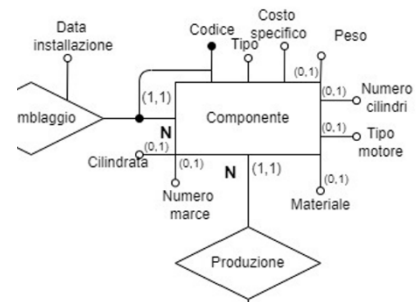 Data
installazione
Codice
Costo
specifico
Tipo
Peso
(0,1)
(1,1)
(0,1)
Numero
cilindri
mblaggio
Componente
N
(0,1)
Tipo
motore
(0,1)
Cilindrata
(0,1)
N
(1,1)
(0,1)
Numero
marce
Materiale
Produzione